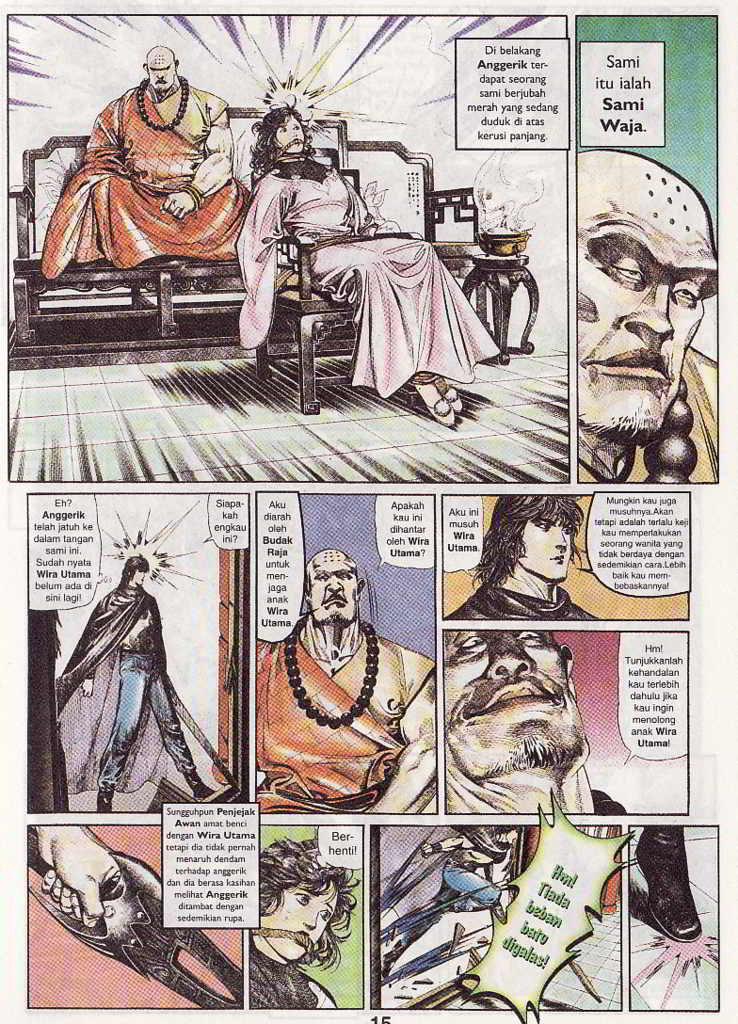 Di belakang
Anggerik ter-
dapat seorang
sami berjubah
merah yang sedang
duduk di atas
kerusi panjang.
Sami
itu ialah
Sami
Waja.
Eh?
Anggerik
telah jatuh ke
dalam tangan
sami ini.
Sudah nyata
Wira Utama
belum ada di
sini lagi!
Siapa-
kah
engkau
ini?
Aku
diarah
oleh
Budak
Raja
untuk
men-
jaga
anak
Wira
Utama.
Apakah
kau ini
dihantar
oleh Wira
Utama?
Aku ini
musuh
Wira
Utama.
Mungkin kau juga
musuhnya.Akan
tetapi adalah terlalu keji
kau memperlakukan
seorang wanita yang
tidak berdaya dengan
sedemikian cara.Lebih
baik kau mem-
bebaskannya!
Hm!
Tunjukkanlah
kehandalan
kau terlebih
dahulu jika
kau ingin
menolong
anak Wira
Utama!
Sungguhpun Penjejak
Awan amat benci
dengan Wira Utama
tetapi dia tidak pernah
menaruh dendam
terhadap anggerik
dan dia berasa kasihan
melihat Anggerik
ditambat dengan
sedemikian rupa.
Ber-
henti!
Hm!
Tiada
beban
batu
digalas!
15